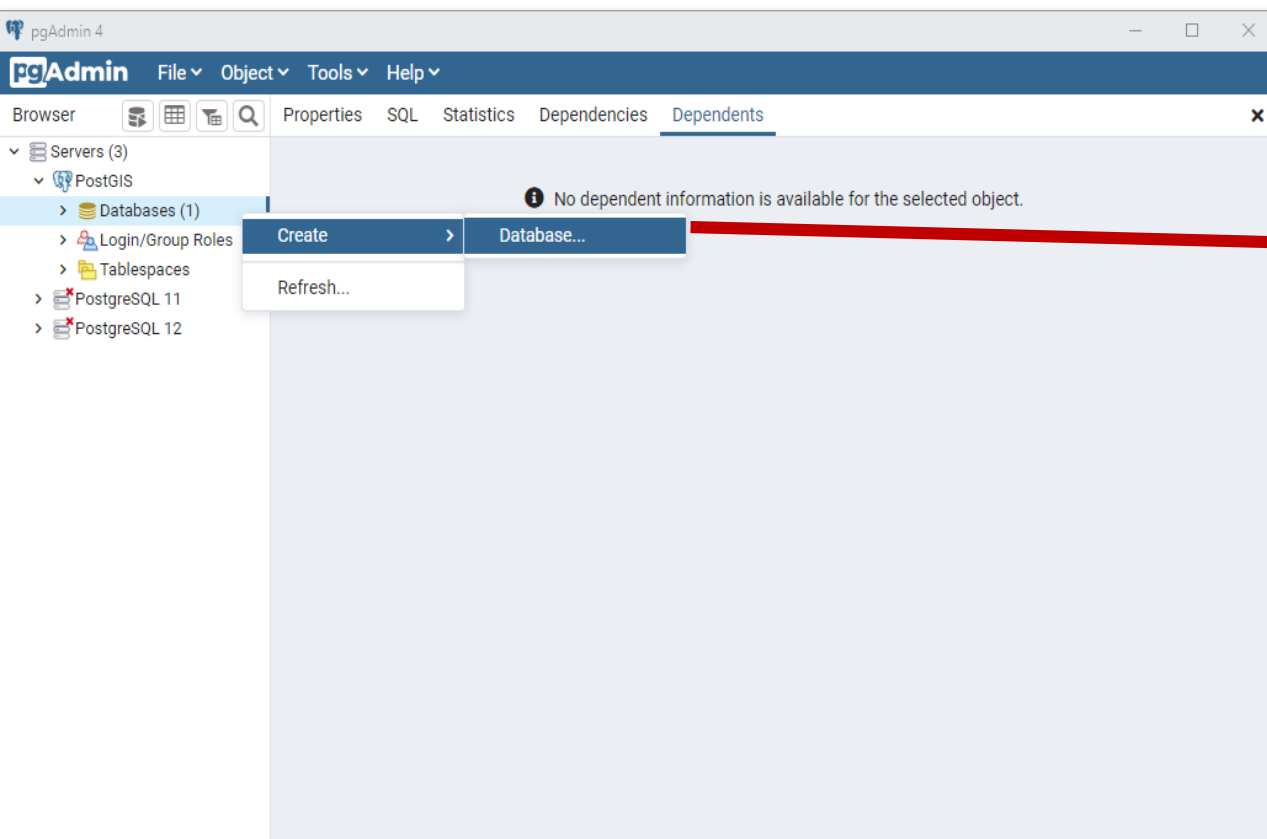 pgAdmin 4
pgAdmin File Object Tools Help
Browser Properties SQL Statistics Dependencies Dependents
Servers (3)
PostGIS
No dependent information is available for the selected object.
Databases (1)
Create Database...
Login/Group Roles
Tablespaces
Refresh...
PostgreSQL 11
PostgreSQL 12